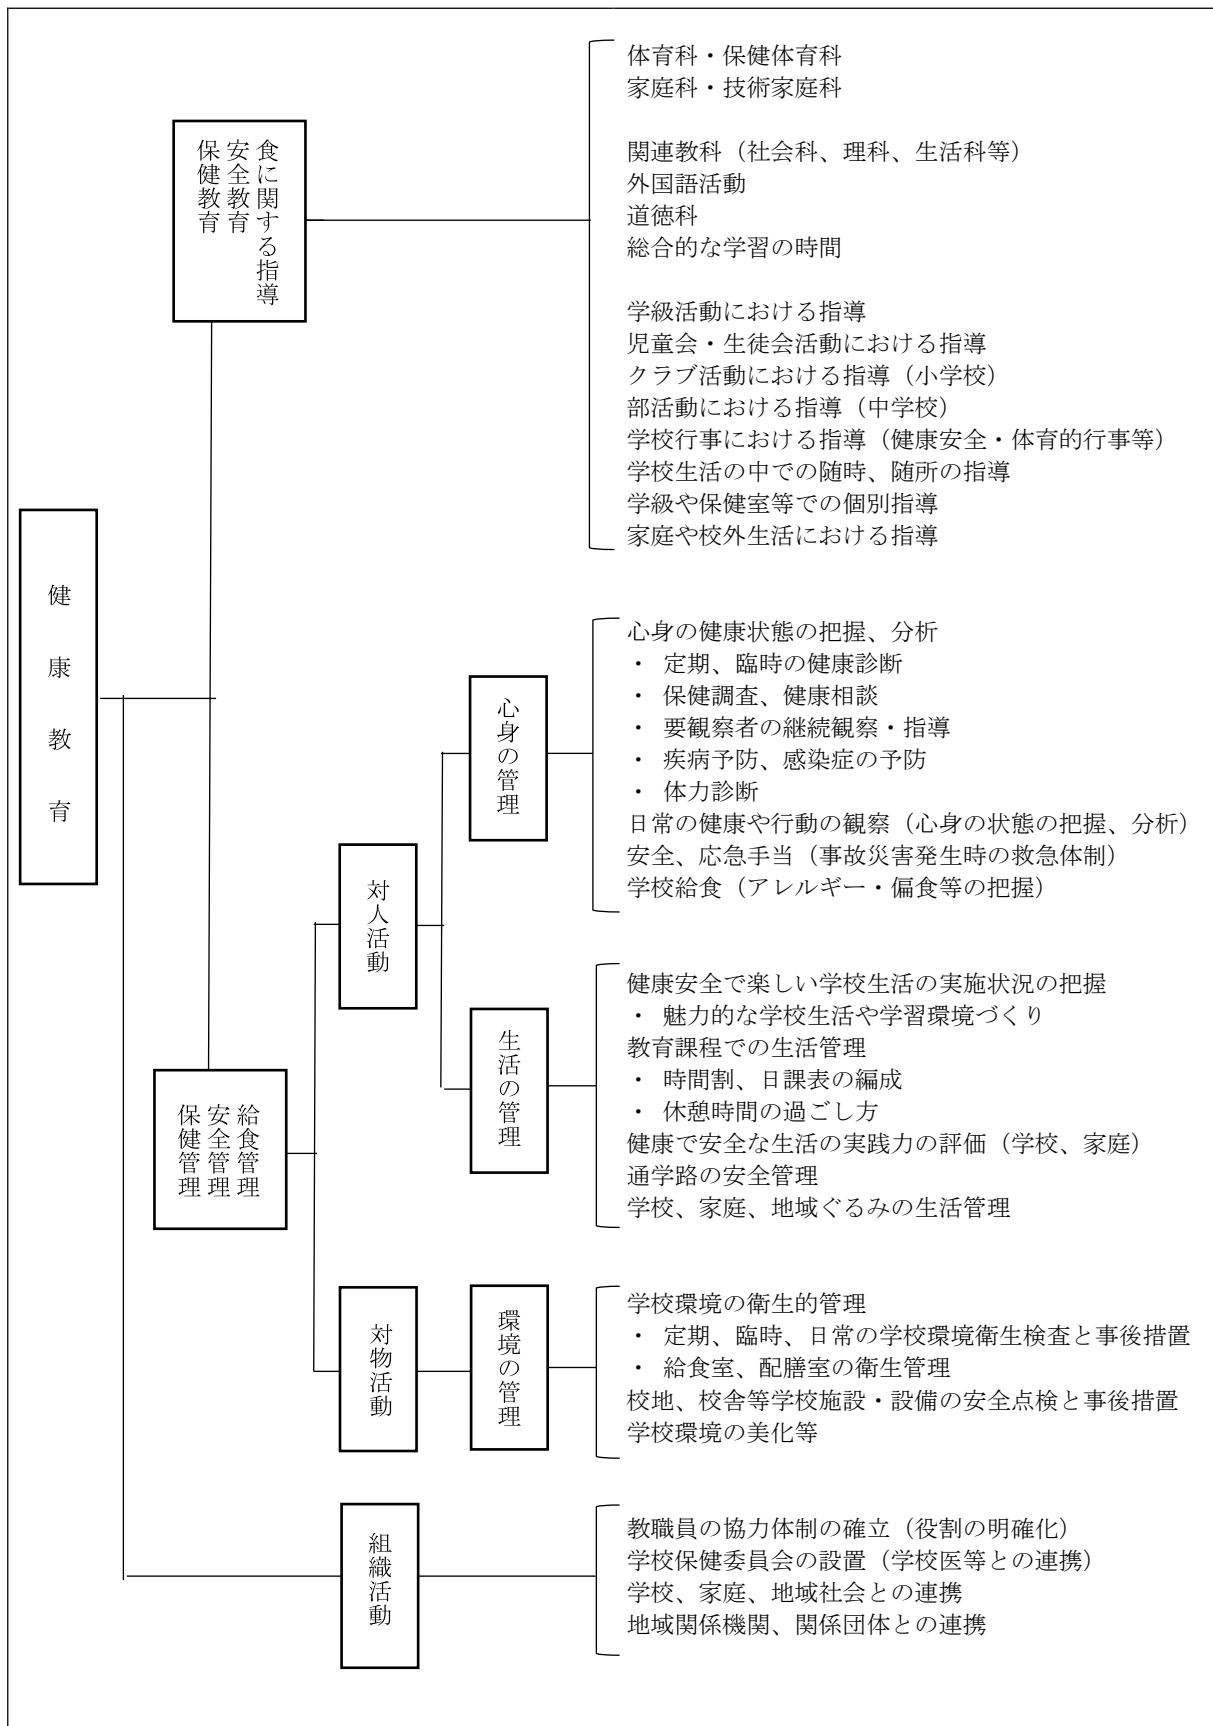 健康教育
保健教育
安全教育
食に関する指導
体育科・保健体育科
家庭科・技術家庭科
関連教科（社会科、理科、生活科等）
外国語活動
道徳科
総合的な学習の時間
学級活動における指導
児童会・生徒会活動における指導
クラブ活動における指導（小学校）
部活動における指導（中学校）
学校行事における指導（健康安全・体育的行事等）
学校生活の中での随時、随所の指導
学級や保健室等での個別指導
家庭や校外生活における指導
保健管理
安全管理
給食管理
対人活動
心身の管理
心身の健康状態の把握、分析
・ 定期、臨時の健康診断
・ 保健調査、健康相談
・ 要観察者の継続観察・指導
・ 疾病予防、感染症の予防
・ 体力診断
日常の健康や行動の観察（心身の状態の把握、分析）
安全、応急手当（事故災害発生時の救急体制）
学校給食（アレルギー・偏食等の把握）
生活の管理
健康安全で楽しい学校生活の実施状況の把握
・ 魅力的な学校生活や学習環境づくり
教育課程での生活管理
・ 時間割、日課表の編成
・ 休憩時間の過ごし方
健康で安全な生活の実践力の評価（学校、家庭）
通学路の安全管理
学校、家庭、地域ぐるみの生活管理
対物活動
環境の管理
学校環境の衛生的管理
・ 定期、臨時、日常の学校環境衛生検査と事後措置
・ 給食室、配膳室の衛生管理
校地、校舎等学校施設・設備の安全点検と事後措置
学校環境の美化等
組織活動
教職員の協力体制の確立（役割の明確化）
学校保健委員会の設置（学校医等との連携）
学校、家庭、地域社会との連携
地域関係機関、関係団体との連携